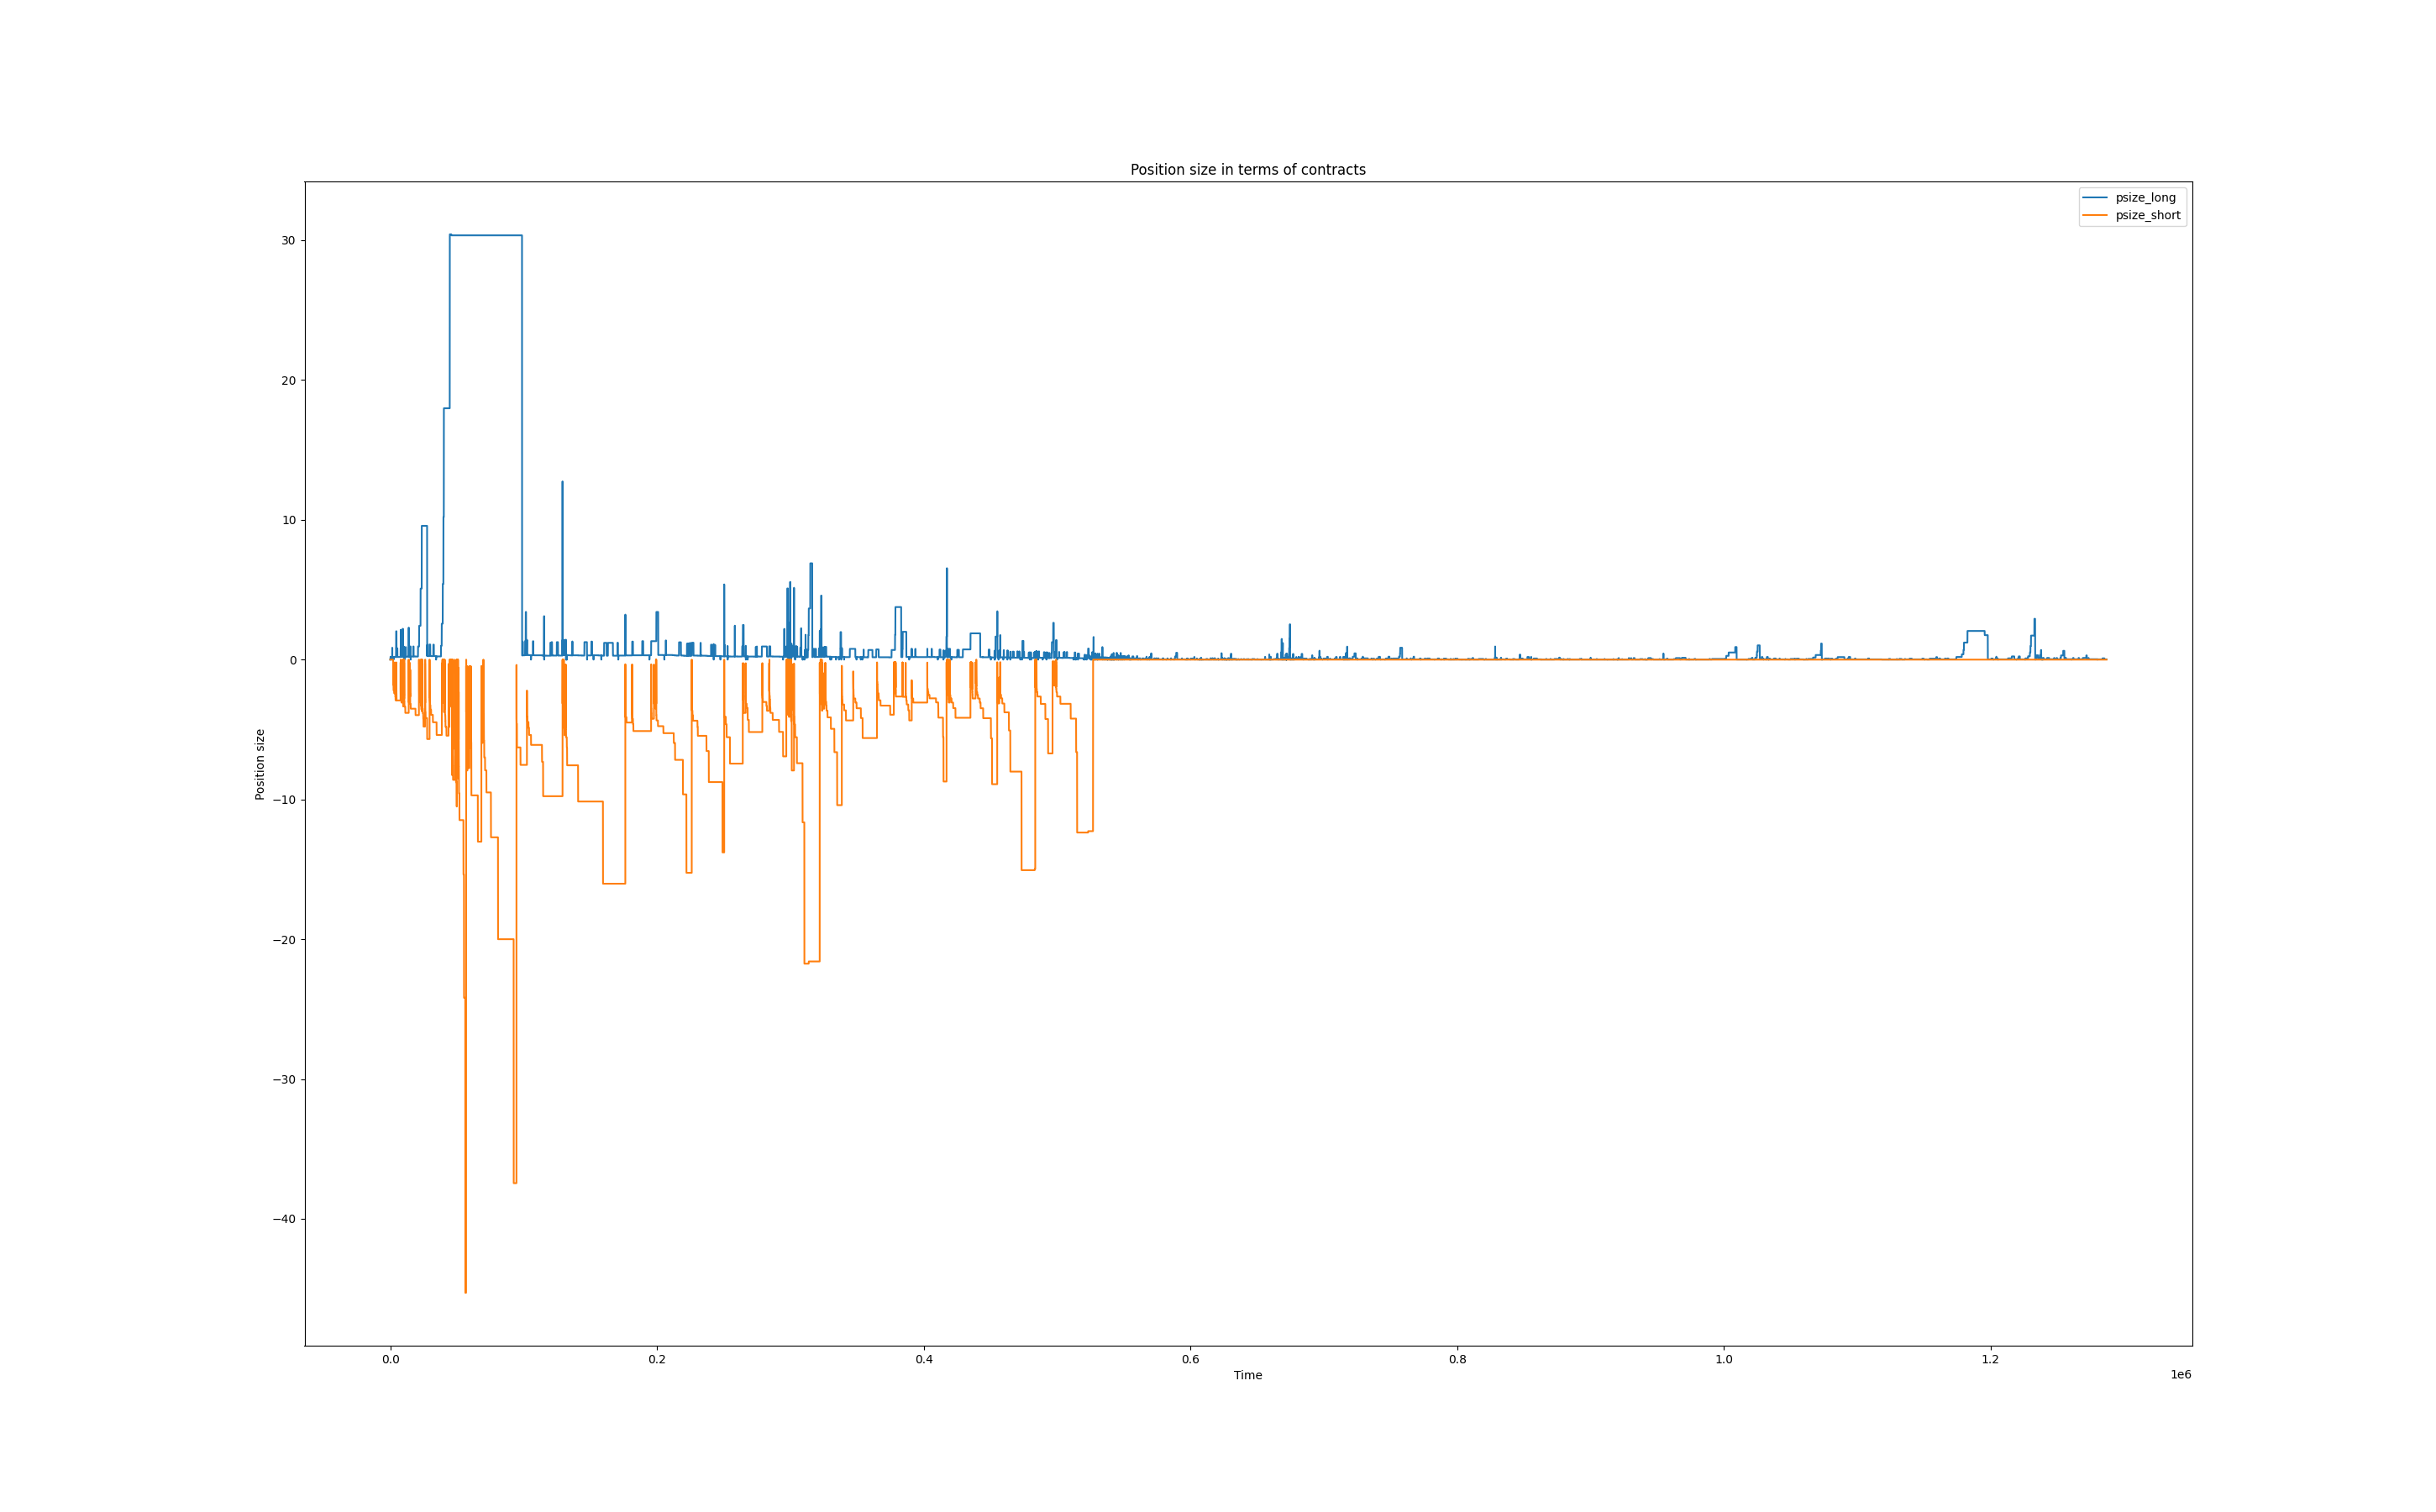 Position size in terms of contracts
psize_long
psize_short
Position size
30
20
10
0
−10
−20
−30
−40
0.0
0.2
0.4
0.6
0.8
1.0
1.2
1e6
Time